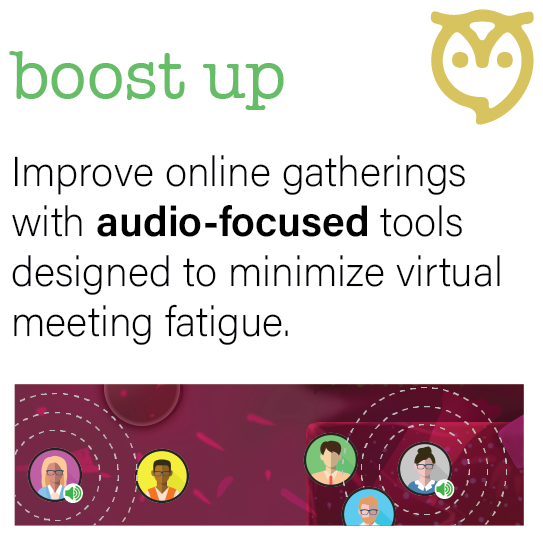 boost up
Improve online gatherings
with audio-focused tools
designed to minimize virtual
meeting fatigue.